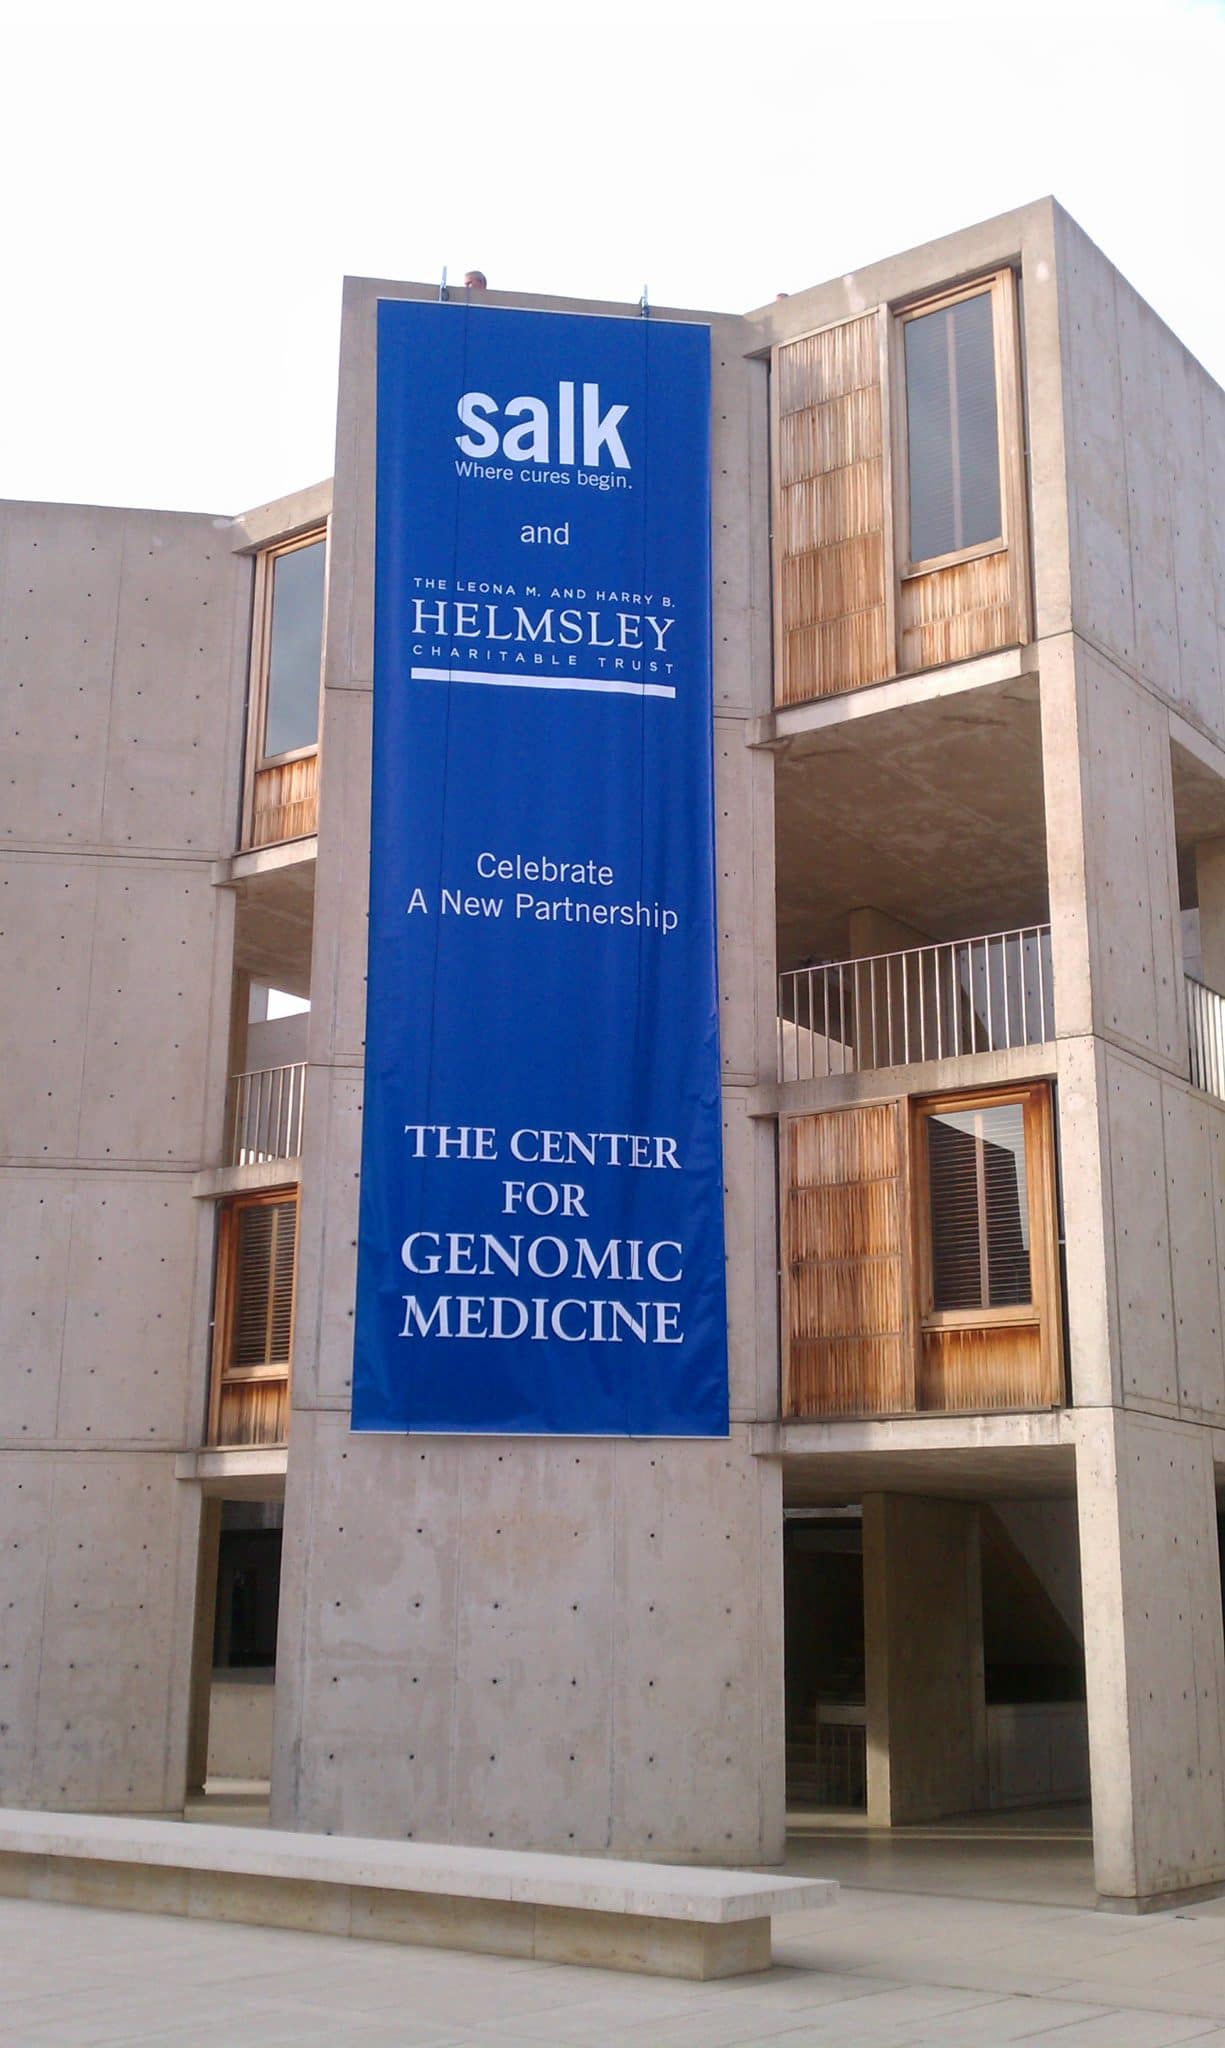 salk
Where cures begin.
and
THE LEONA M. AND HARRY B.
HELMSLEY
CHARITABLE TRUST
Celebrate
A New Partnership
THE CENTER
FOR
GENOMIC
MEDICINE